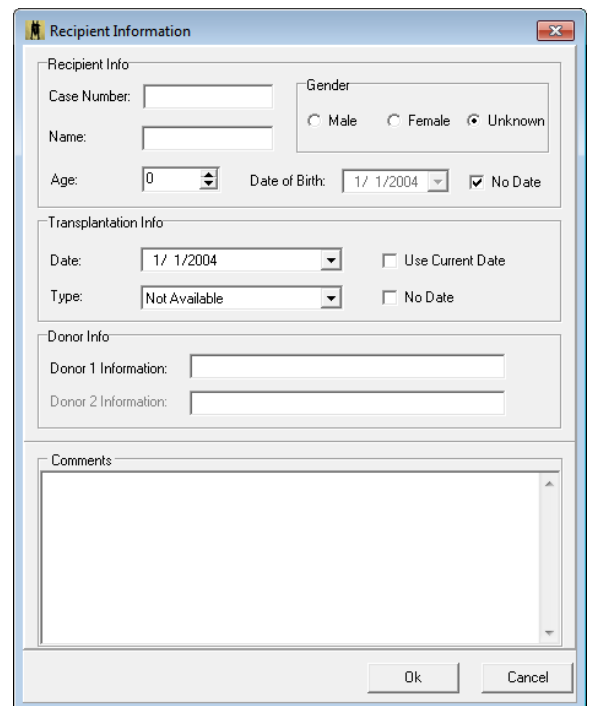 Recipient Information
Recipient Info
Case Number:
Gender
Male Female Unknown
Name:
Age: 0 Date of Birth: 1/ 1/2004 No Date
Transplantation Info
Date: 1/ 1/2004 Use Current Date
Type: Not Available No Date
Donor Info
Donor 1 Information:
Donor 2 Information:
Comments
Ok Cancel